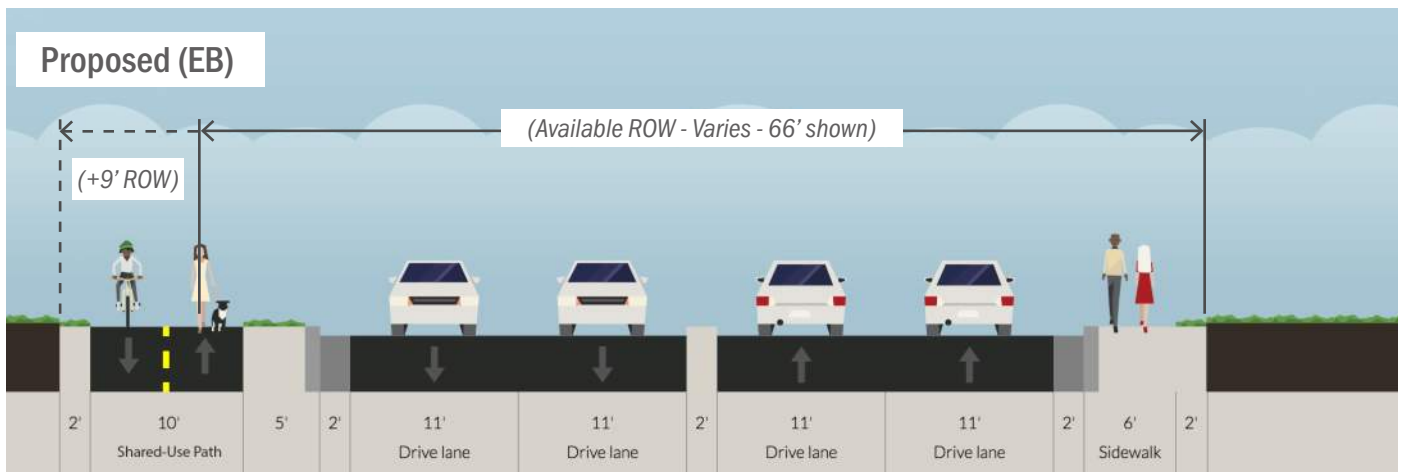 Proposed (EB)
(Available ROW - Varies - 66’ shown)
(+9’ ROW)
2' 10' 5' 2' 11' 11' 2' 11' 11' 2' 6' 2'
Shared-Use Path Drive lane Drive lane Drive lane Drive lane Sidewalk